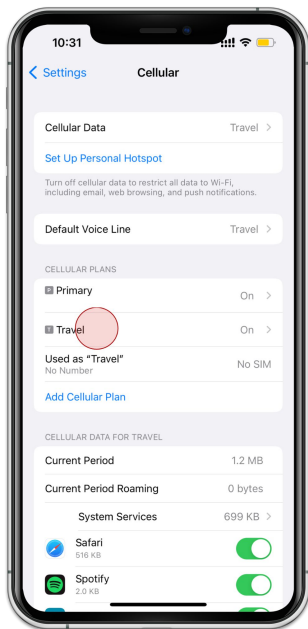 10:31
Settings
Cellular
Cellular Data
Travel
Set Up Personal Hotspot
Turn off cellular data to restrict all data to Wi-Fi,
including email, web browsing, and push notifications.
Default Voice Line
Travel
CELLULAR PLANS
P Primary
On
T Travel
On
Used as “Travel”
No Number
No SIM
Add Cellular Plan
CELLULAR DATA FOR TRAVEL
Current Period
1.2 MB
Current Period Roaming
0 bytes
System Services
699 KB
Safari
516 KB
Spotify
2.0 KB